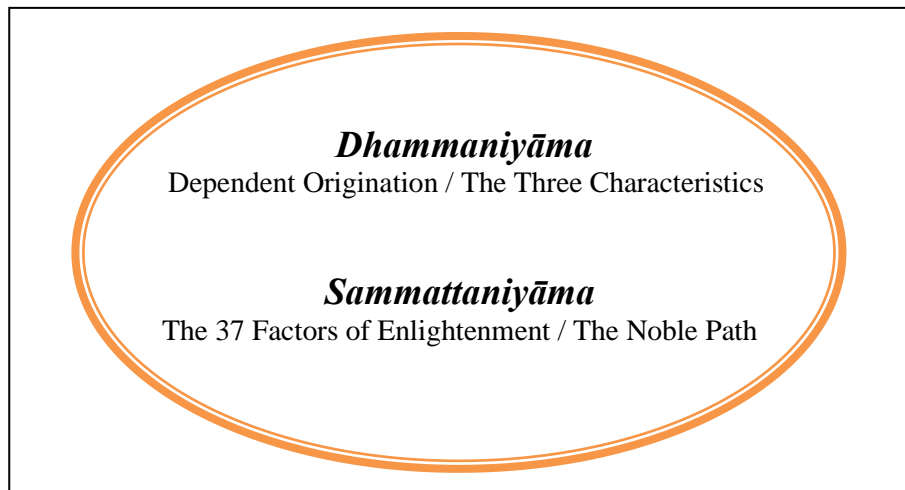 Dhammaniyāma
Dependent Origination / The Three Characteristics
Sammattaniyāma
The 37 Factors of Enlightenment / The Noble Path